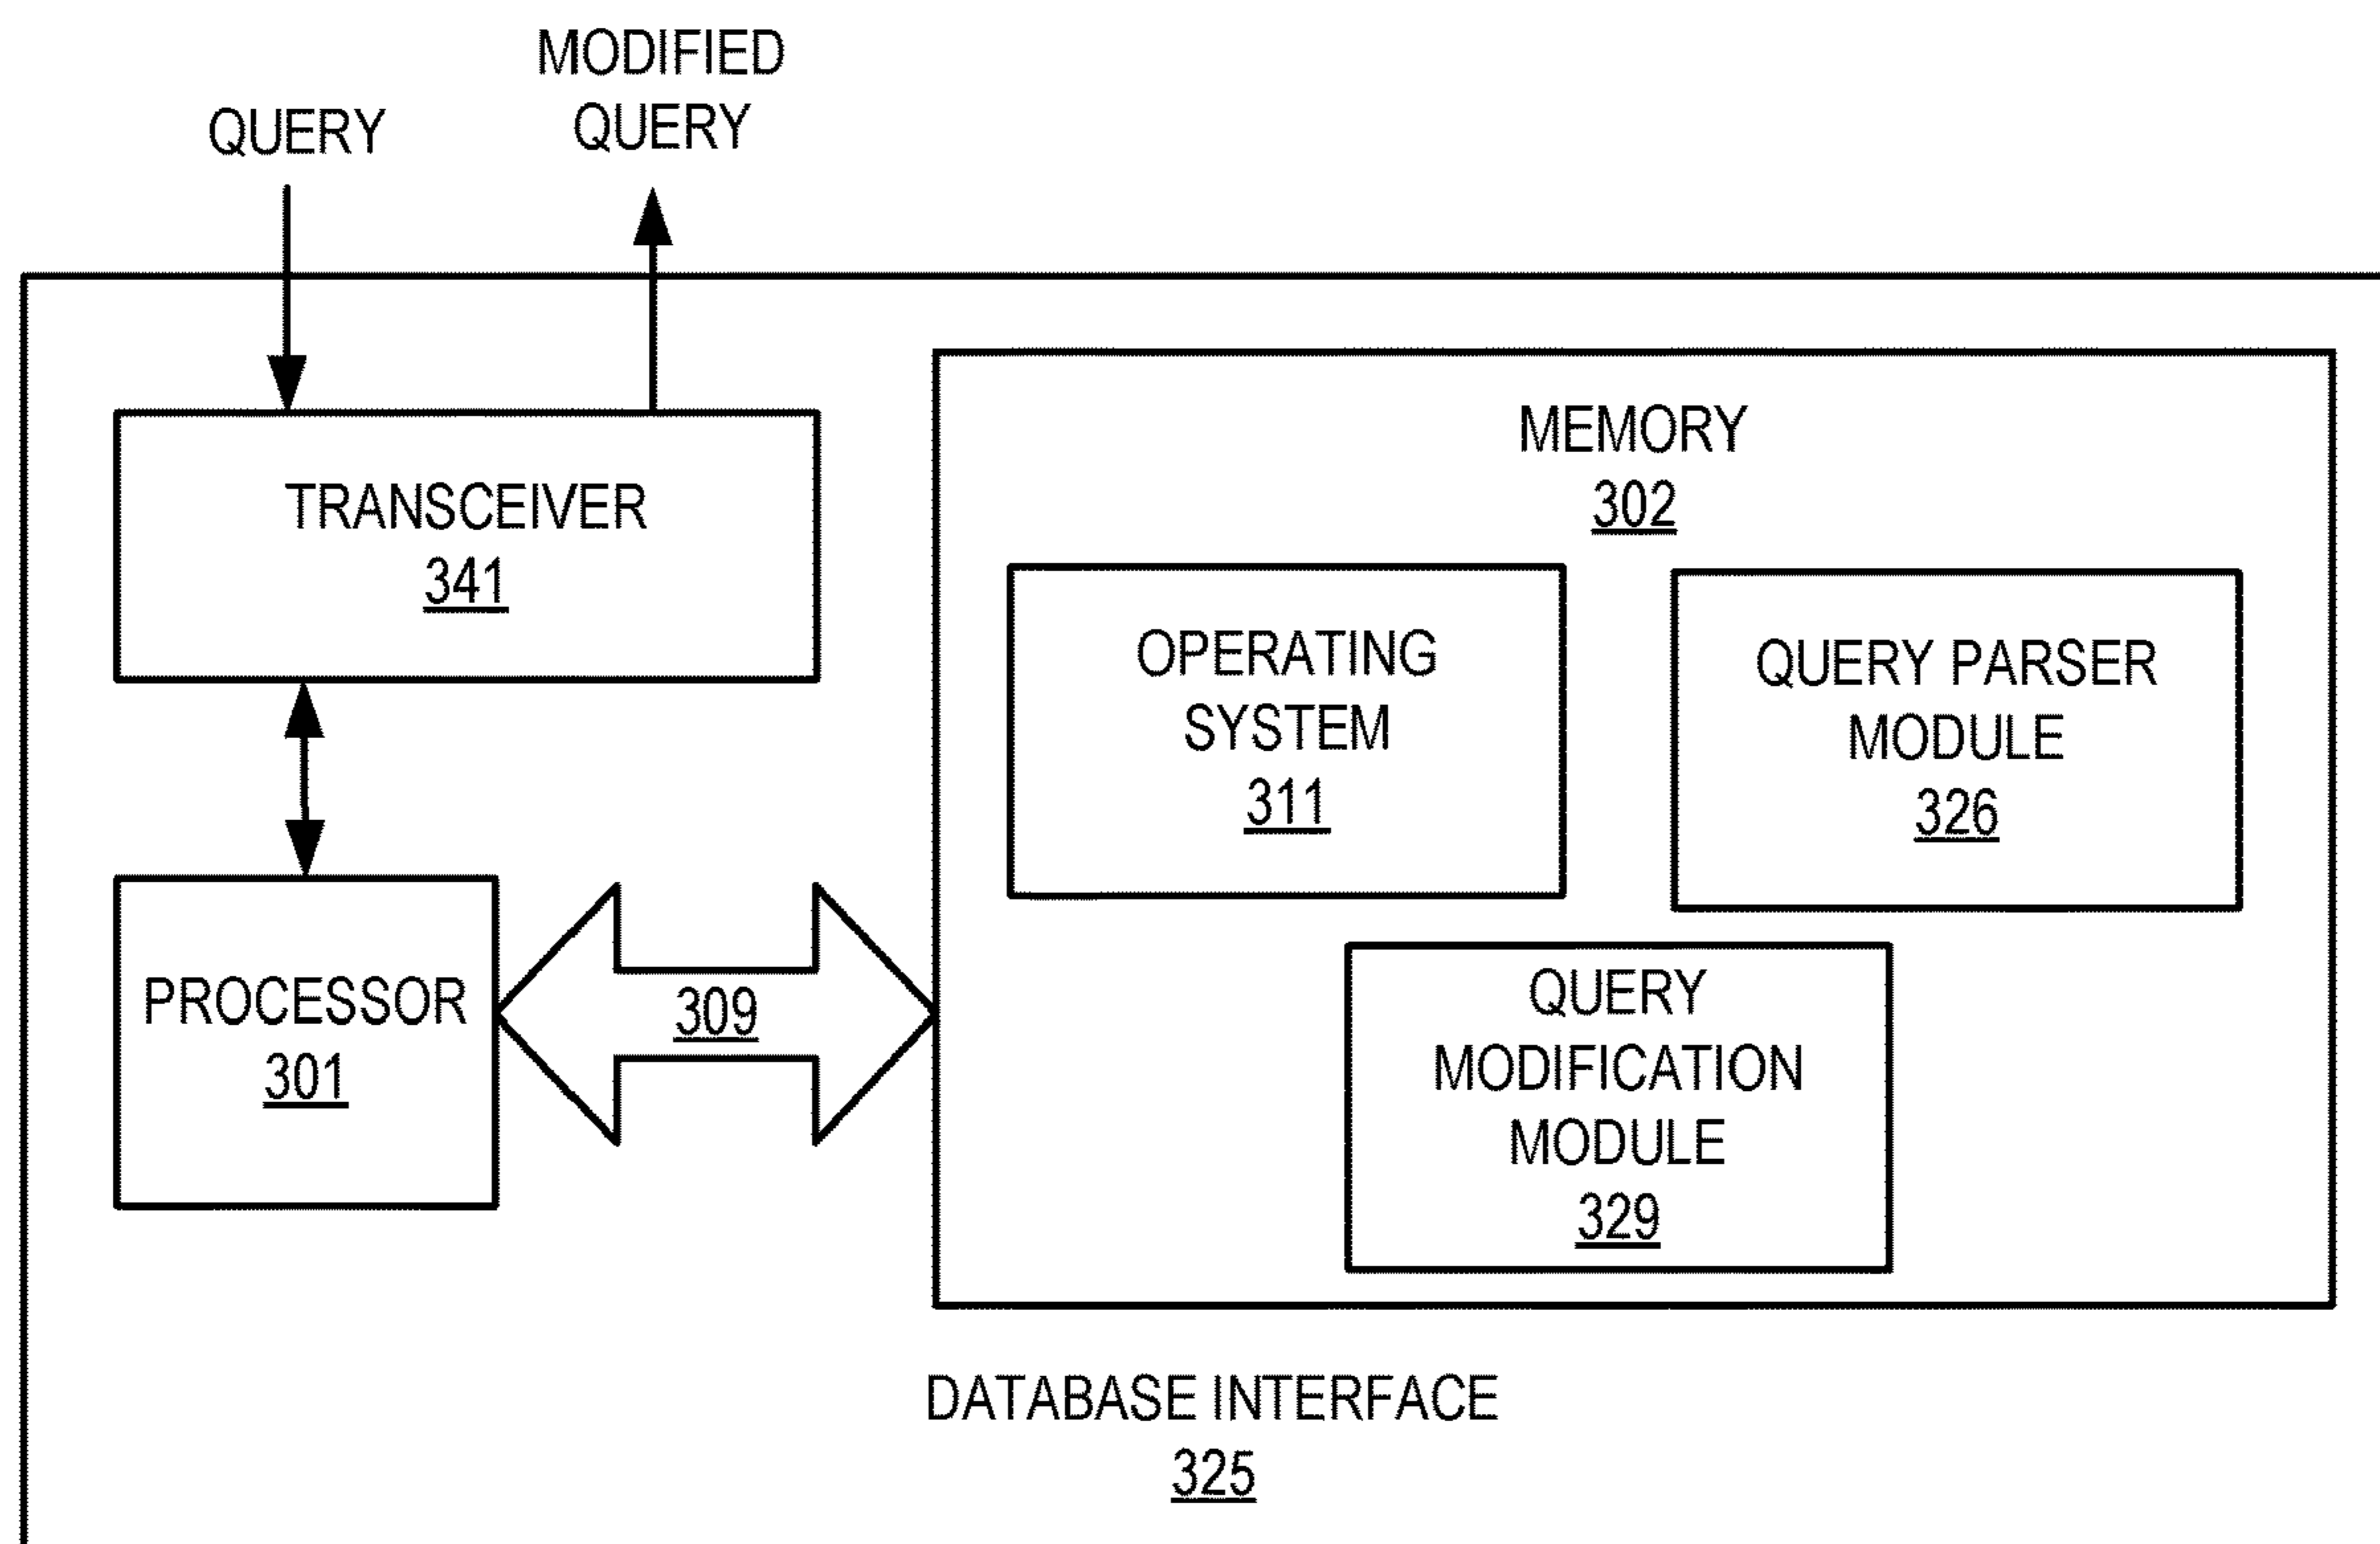 MODIFIED
QUERY
QUERY
TRANSCEIVER
341
MEMORY
302
OPERATING
SYSTEM
311
QUERY PARSER
MODULE
326
PROCESSOR
301
309
QUERY
MODIFICATION
MODULE
329
DATABASE INTERFACE
325